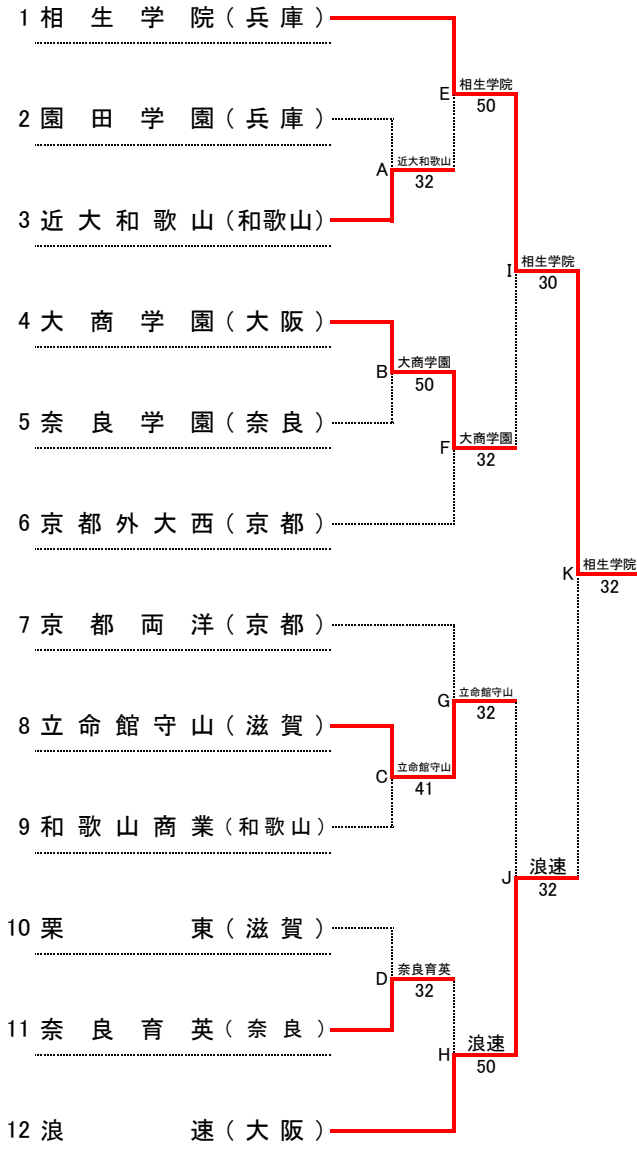 1 相生学院(兵庫)
相生学院
E
50
2 園田学園(兵庫)
近大和歌山
A
32
3 近大和歌山(和歌山)
相生学院
I
30
4 大商学園(大阪)
大商学園
B
50
5 奈良学園(奈良)
大商学園
F
32
6 京都外大西(京都)
相生学院
K
32
7 京都両洋(京都)
立命館守山
G
32
8 立命館守山(滋賀)
立命館守山
C
41
9 和歌山商業(和歌山)
浪速
J
32
10 栗東(滋賀)
奈良育英
D
32
11 奈良育英(奈良)
浪速
H
50
12 浪速(大阪)